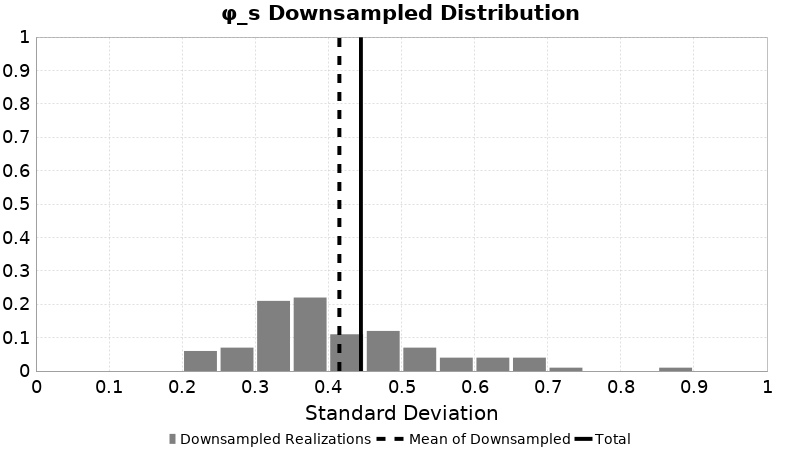 φ_s Downsampled Distribution
1
0.9
0.8
0.7
0.6
0.5
0.4
0.3
0.2
0.1
0
0 0.1 0.2 0.3 0.4 0.5 0.6 0.7 0.8 0.9 1
Standard Deviation
Downsampled Realizations Mean of Downsampled Total